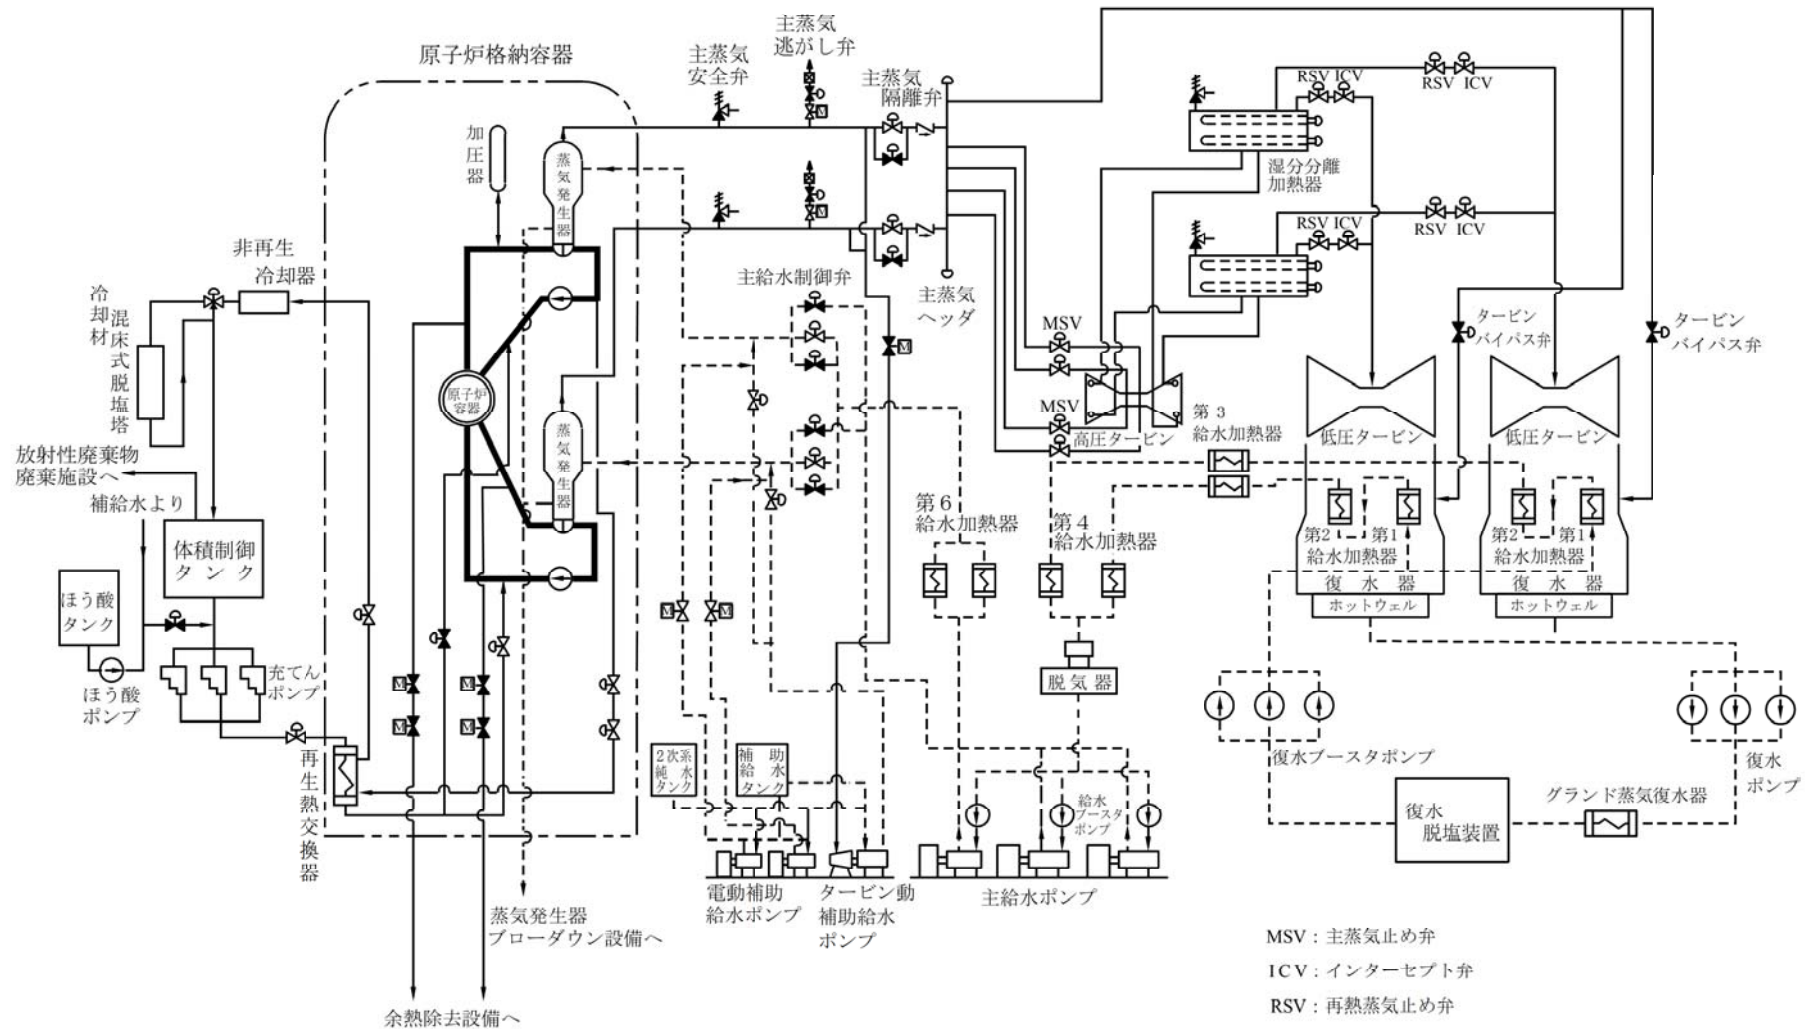 原子炉格納容器
主蒸気
安全弁
主蒸気
逃がし弁
主蒸気
隔離弁
RSV ICV
RSV ICV
湿分分離
加熱器
加圧器
蒸気発生器
非再生
冷却器
冷却材
混床式脱塩塔
主給水制御弁
主蒸気
ヘッダ
RSV ICV
RSV ICV
MSV
タービン
バイパス弁
タービン
バイパス弁
原子炉
容器
蒸気発生器
MSV
高圧タービン
第3
給水加熱器
低圧タービン
低圧タービン
放射性廃棄物
廃棄施設へ
補給水より
体積制御
タンク
ほう酸
タンク
ほう酸
ポンプ
充てん
ポンプ
再生熱交換器
第6
給水加熱器
第4
給水加熱器
第2 第1
給水加熱器
復水器
ホットウェル
第2 第1
給水加熱器
復水器
ホットウェル
M
M
M
M
M
M
M
M
M
脱気器
2次系
純水
タンク
補助
給水
タンク
給水
ブースタ
ポンプ
復水ブースタポンプ
復水
ポンプ
グランド蒸気復水器
復水
脱塩装置
電動補助
給水ポンプ
タービン動
補助給水
ポンプ
主給水ポンプ
蒸気発生器
ブローダウン設備へ
余熱除去設備へ
MSV：主蒸気止め弁
ICV：インターセプト弁
RSV：再熱蒸気止め弁